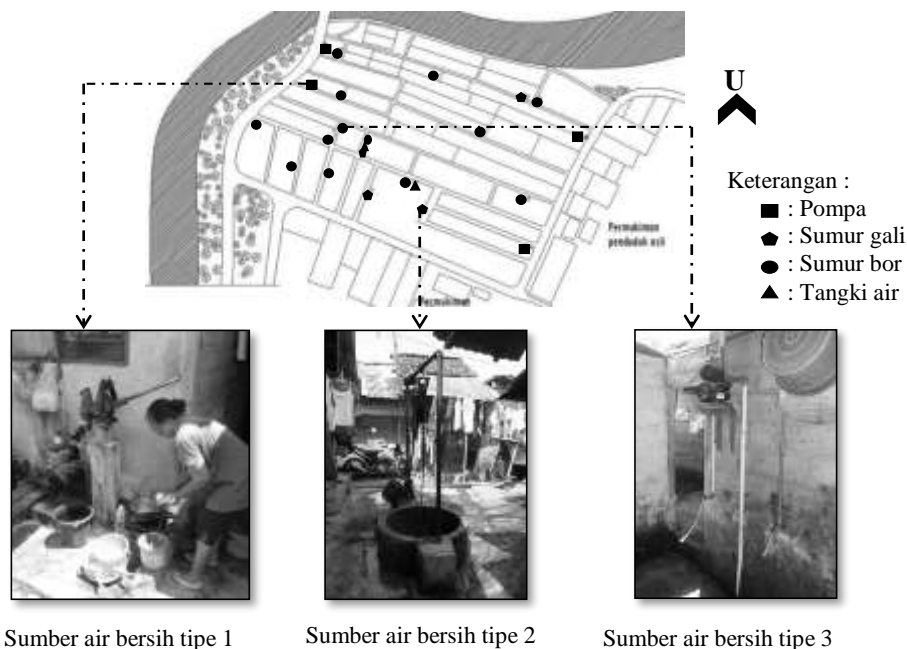 U
Permukiman
penduduk asli
Permukiman
Keterangan :
: Pompa
: Sumur gali
: Sumur bor
: Tangki air
Sumber air bersih tipe 1
Sumber air bersih tipe 2
Sumber air bersih tipe 3